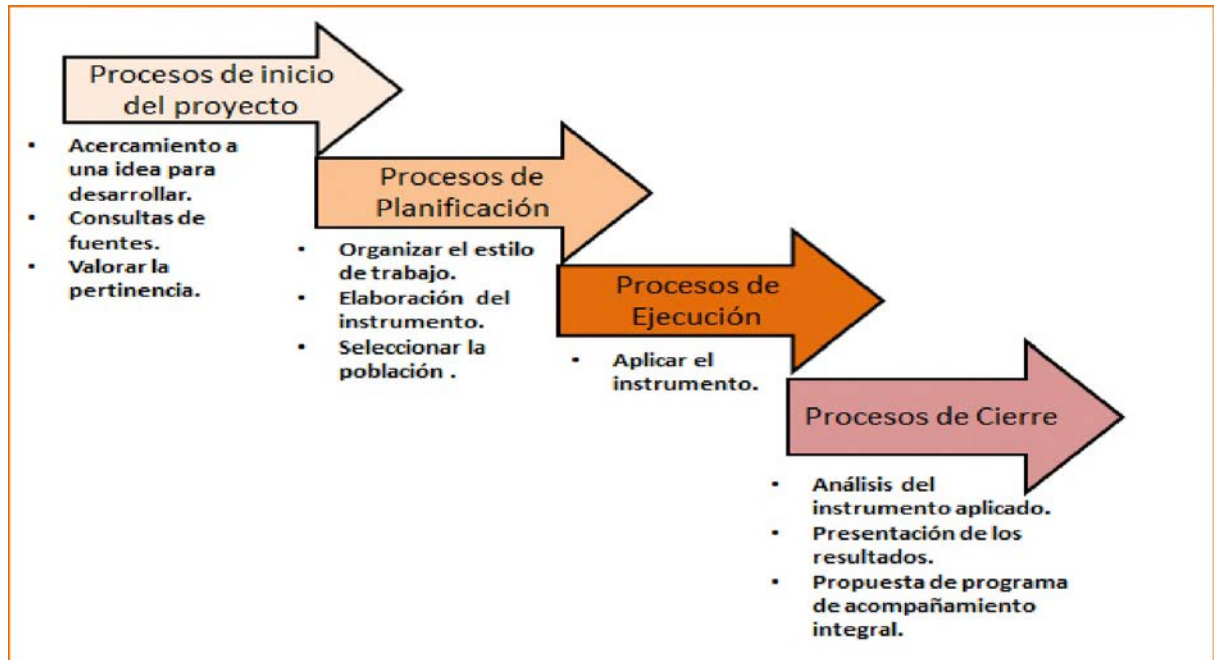 Procesos de inicio
del proyecto
• Acercamiento a
una idea para
desarrollar.
• Consultas de
fuentes.
• Valorar la
pertinencia.
Procesos de
Planificación
• Organizar el estilo
de trabajo.
• Elaboración del
instrumento.
• Seleccionar la
población .
Procesos de
Ejecución
• Aplicar el
instrumento.
Procesos de Cierre
• Análisis del
instrumento aplicado.
• Presentación de los
resultados.
• Propuesta de programa
de acompañamiento
integral.